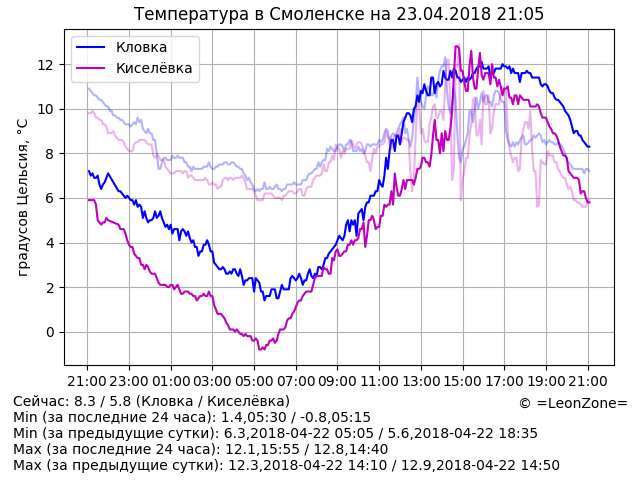 Температура в Смоленске на 23.04.2018 21:05
Кловка
Киселёвка
градусов Цельсия, °C
12
10
8
6
4
2
0
21:00 23:00 01:00 03:00 05:00 07:00 09:00 11:00 13:00 15:00 17:00 19:00 21:00
Сейчас: 8.3 / 5.8 (Кловка / Киселёвка)
© =LeonZone=
Min (за последние 24 часа): 1.4,05:30 / -0.8,05:15
Min (за предыдущие сутки): 6.3,2018-04-22 05:05 / 5.6,2018-04-22 18:35
Max (за последние 24 часа): 12.1,15:55 / 12.8,14:40
Max (за предыдущие сутки): 12.3,2018-04-22 14:10 / 12.9,2018-04-22 14:50